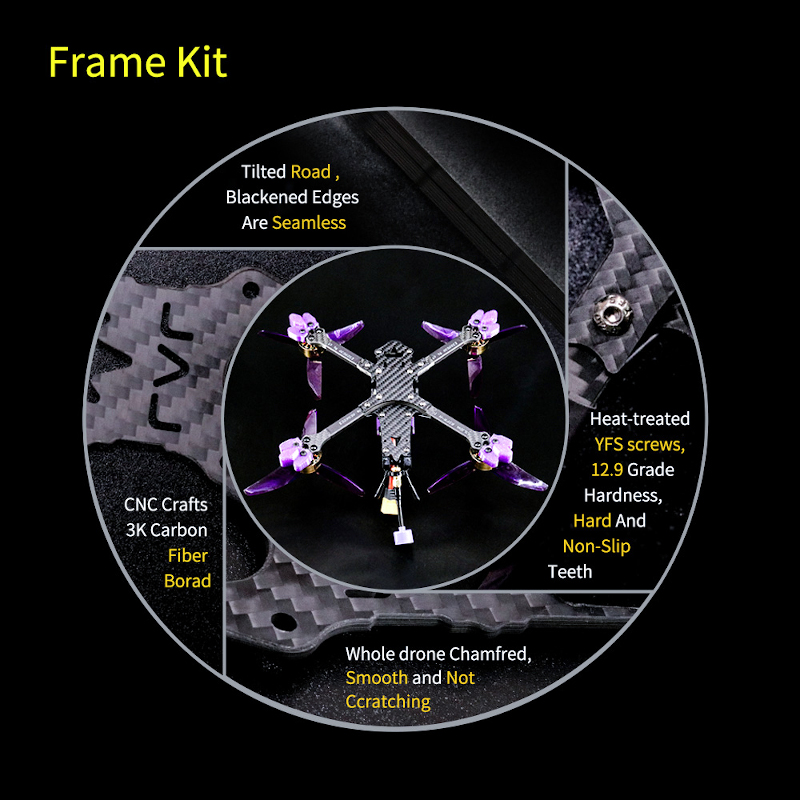 Frame Kit
Tilted Road ,
Blackened Edges
Are Seamless
Heat-treated
YFS screws,
12.9 Grade
Hardness,
Hard And
Non-Slip
Teeth
CNC Crafts
3K Carbon
Fiber
Borad
Whole drone Chamfred,
Smooth and Not
Ccratching